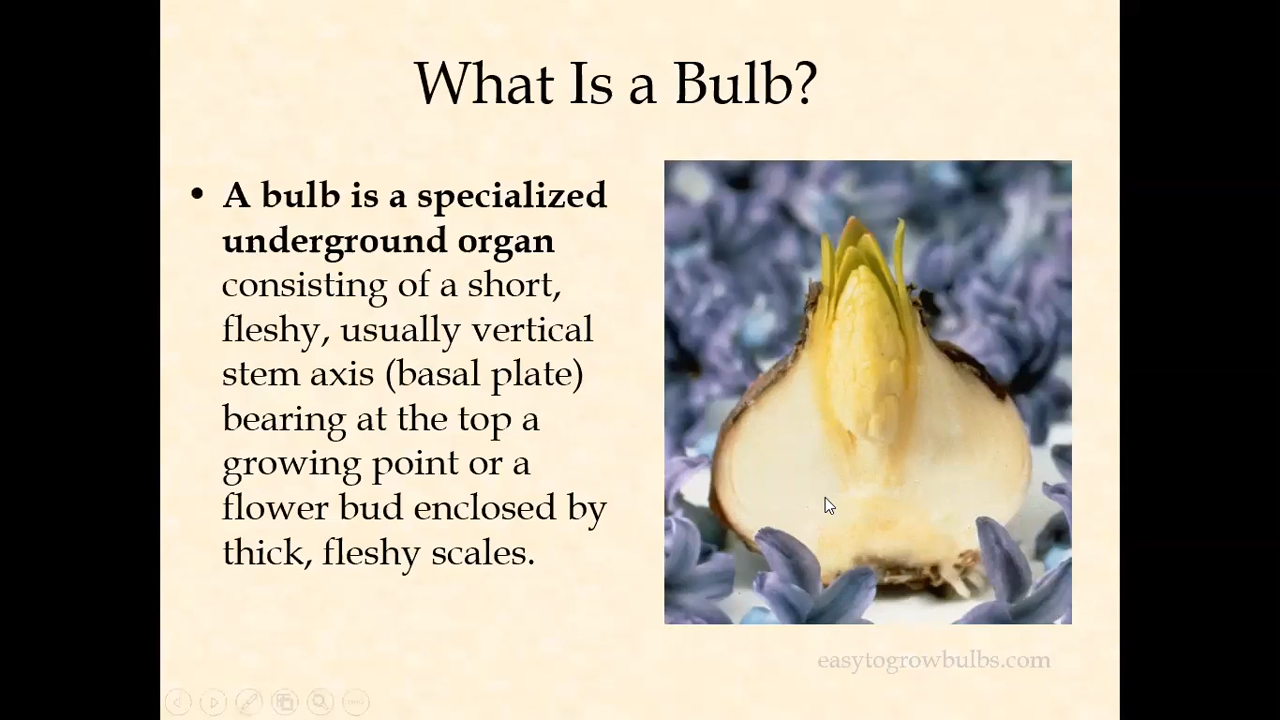 What Is a Bulb?
• A bulb is a specialized
underground organ
consisting of a short,
fleshy, usually vertical
stem axis (basal plate)
bearing at the top a
growing point or a
flower bud enclosed by
thick, fleshy scales.
easytogrowbulbs.com